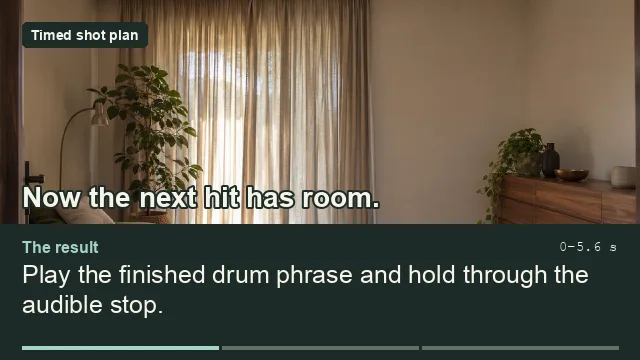 Timed shot plan
Now the next hit has room.
The result
0–5.6 s
Play the finished drum phrase and hold through the
audible stop.